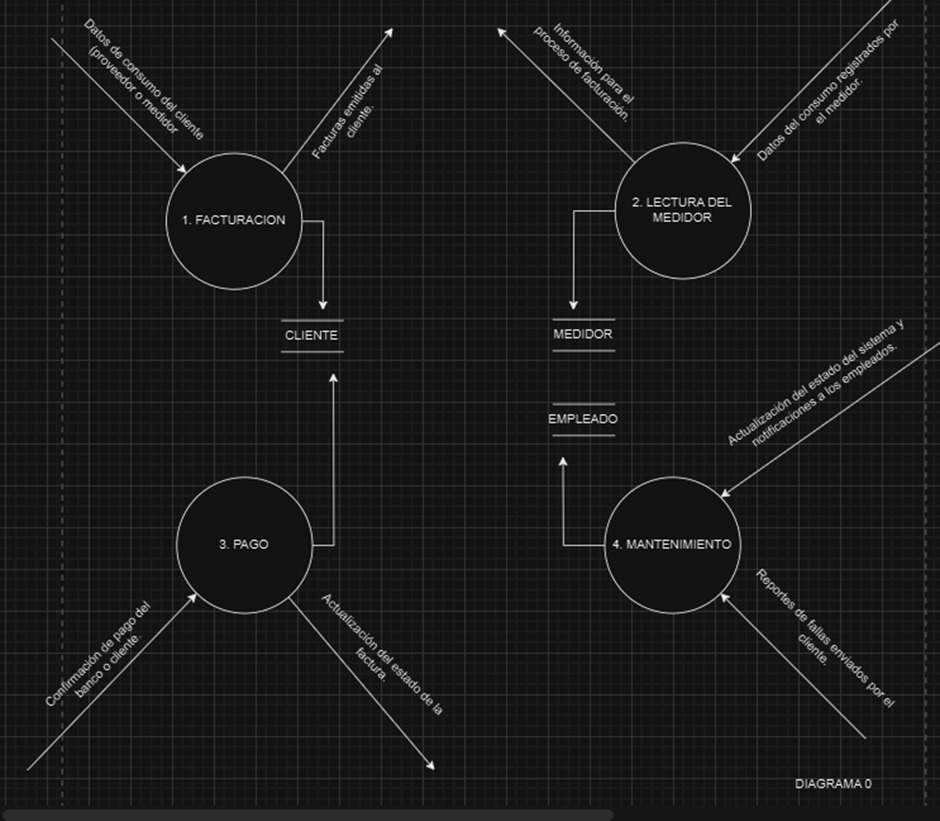 Datos de consumo del cliente
(proveedor o medidor
Facturas emitidas al
cliente.
1. FACTURACION
CLIENTE
Información para el
proceso de facturación.
Datos del consumo registrados por
el medidor.
2. LECTURA DEL
MEDIDOR
MEDIDOR
EMPLEADO
Actualización del estado del sistema y
notificaciones a los empleados.
3. PAGO
4. MANTENIMIENTO
Confirmación de pago del
banco o cliente.
Actualización del estado de la
factura.
Reportes de fallas enviados por el
cliente.
DIAGRAMA 0